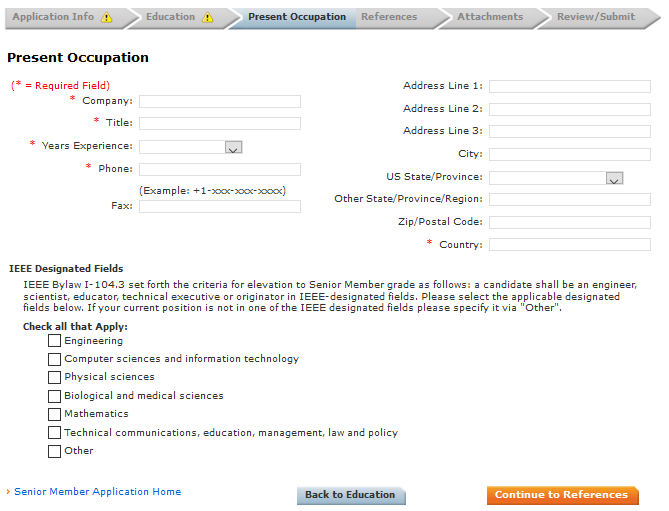 Application Info
Education
Present Occupation
References
Attachments
Review/Submit
Present Occupation
(* = Required Field)
* Company:
* Title:
* Years Experience:
* Phone:
(Example: +1-xxx-xxx-xxxx)
Fax:
Address Line 1:
Address Line 2:
Address Line 3:
City:
US State/Province:
Other State/Province/Region:
Zip/Postal Code:
* Country:
IEEE Designated Fields
IEEE Bylaw I-104.3 set forth the criteria for elevation to Senior Member grade as follows: a candidate shall be an engineer,
scientist, educator, technical executive or originator in IEEE-designated fields. Please select the applicable designated
fields below. If your current position is not in one of the IEEE designated fields please specify it via "Other".
Check all that Apply:
Engineering
Computer sciences and information technology
Physical sciences
Biological and medical sciences
Mathematics
Technical communications, education, management, law and policy
Other
› Senior Member Application Home
Back to Education
Continue to References